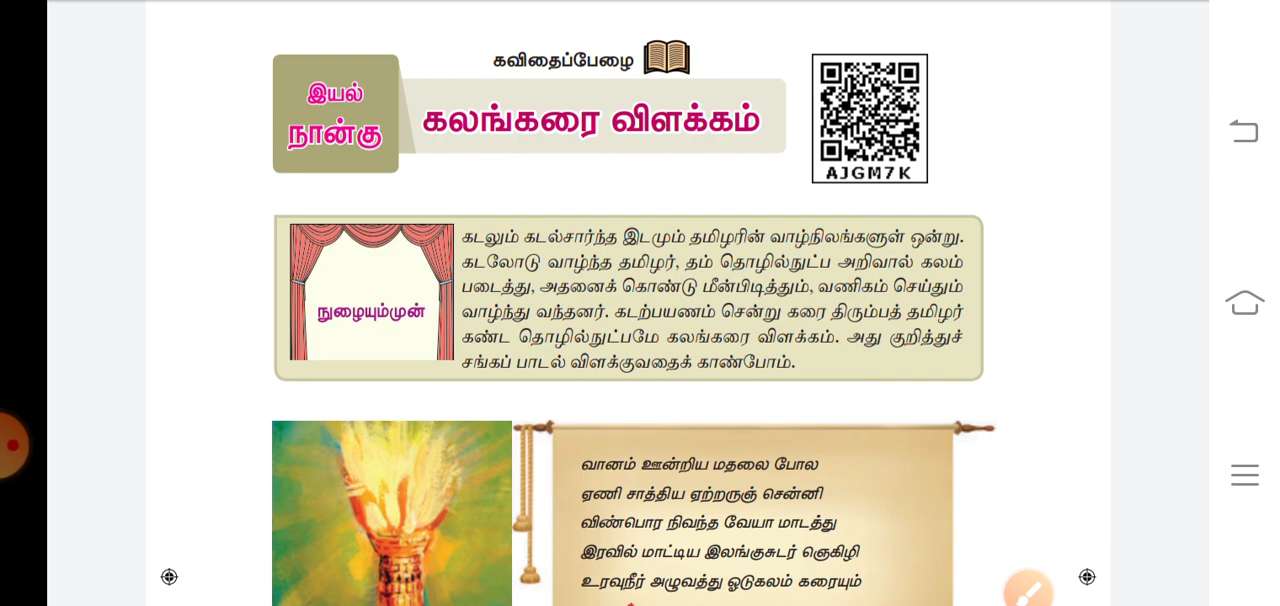 கவிதைப்பேழை
இயல்
நான்கு
கலங்கரை விளக்கம்
AJGM7K
நுழையும்முன்
கடலும் கடல்சார்ந்த இடமும் தமிழரின் வாழ்நிலங்களுள் ஒன்று.
கடலோடு வாழ்ந்த தமிழர், தம் தொழில்நுட்ப அறிவால் கலம்
படைத்து, அதனைக் கொண்டு மீன்பிடித்தும், வணிகம் செய்தும்
வாழ்ந்து வந்தனர். கடற்பயணம் சென்று கரை திரும்பத் தமிழர்
கண்ட தொழில்நுட்பமே கலங்கரை விளக்கம். அது குறித்துச்
சங்கப் பாடல் விளக்குவதைக் காண்போம்.
வானம் ஊன்றிய மதலை போல
ஏணி சாத்திய ஏற்றருஞ் சென்னி
விண்பொர நிவந்த வேயா மாடத்து
இரவில் மாட்டிய இலங்குசுடர் ஞெகிழி
உரவுநீர் அழுவத்து ஓடுகலம் கரையும்